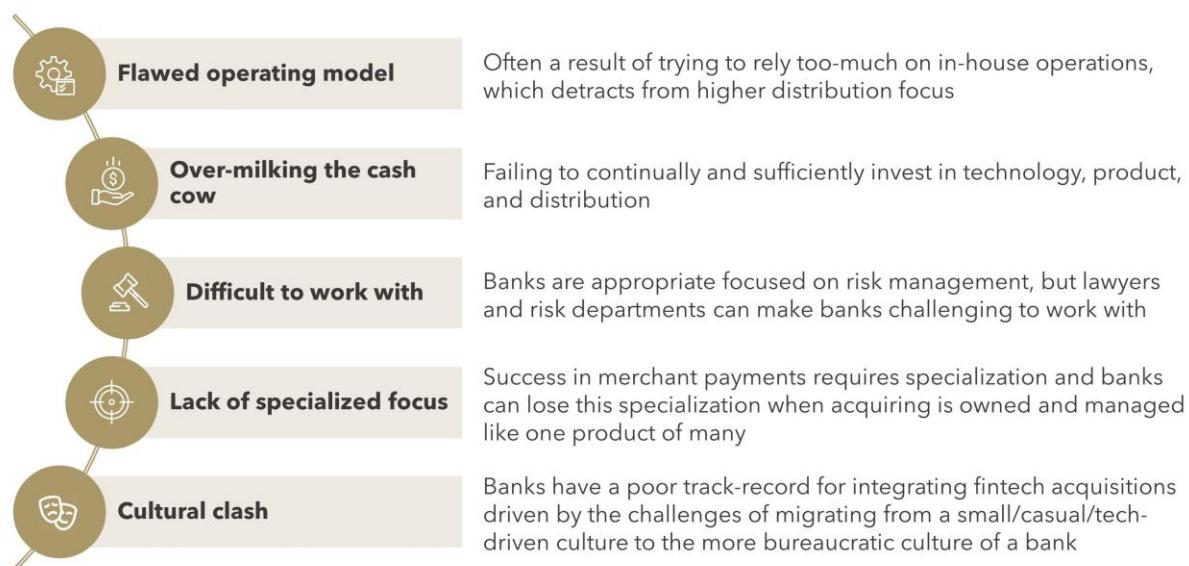 Flawed operating model
Often a result of trying to rely too-much on in-house operations,
which detracts from higher distribution focus
Over-milking the cash
cow
Failing to continually and sufficiently invest in technology, product,
and distribution
Difficult to work with
Banks are appropriate focused on risk management, but lawyers
and risk departments can make banks challenging to work with
Lack of specialized focus
Success in merchant payments requires specialization and banks
can lose this specialization when acquiring is owned and managed
like one product of many
Cultural clash
Banks have a poor track-record for integrating fintech acquisitions
driven by the challenges of migrating from a small/casual/tech-
driven culture to the more bureaucratic culture of a bank